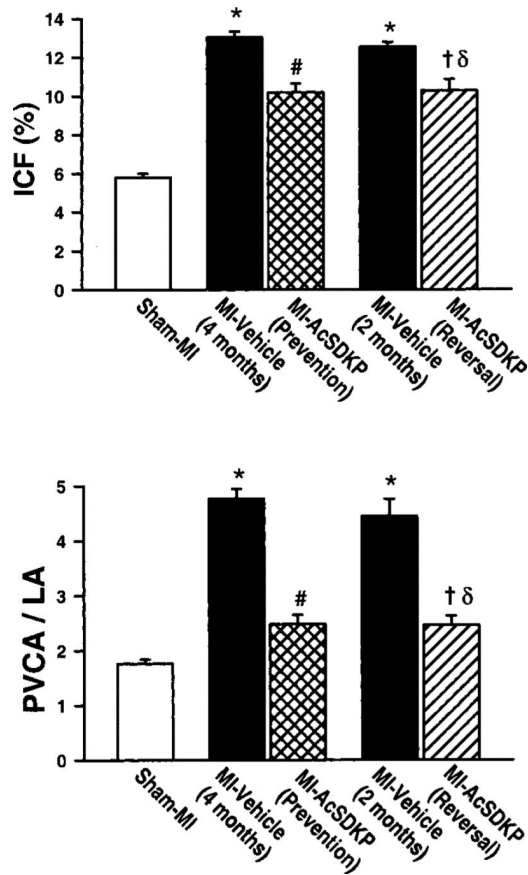 ICF (%)
14
12
10
8
6
4
2
0
*
#
*
† δ
Sham-MI
MI-Vehicle
(4 months)
MI-AcSDKP
(Prevention)
MI-Vehicle
(2 months)
MI-AcSDKP
(Reversal)
PVCA / LA
5
4
3
2
1
0
*
#
*
† δ
Sham-MI
MI-Vehicle
(4 months)
MI-AcSDKP
(Prevention)
MI-Vehicle
(2 months)
MI-AcSDKP
(Reversal)